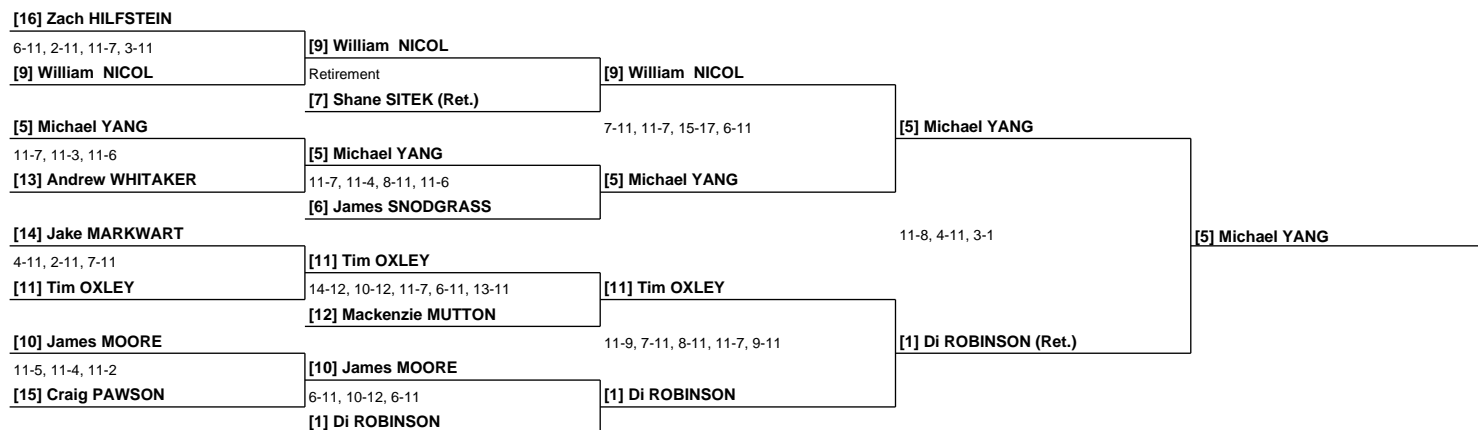 [16] Zach HILFSTEIN
6-11, 2-11, 11-7, 3-11
[9] William  NICOL
[9] William  NICOL
Retirement
[9] William  NICOL
[7] Shane SITEK (Ret.)
[5] Michael YANG
7-11, 11-7, 15-17, 6-11
[5] Michael YANG
11-7, 11-3, 11-6
[5] Michael YANG
[13] Andrew WHITAKER
11-7, 11-4, 8-11, 11-6
[5] Michael YANG
[6] James SNODGRASS
[14] Jake MARKWART
11-8, 4-11, 3-1
[5] Michael YANG
4-11, 2-11, 7-11
[11] Tim OXLEY
[11] Tim OXLEY
14-12, 10-12, 11-7, 6-11, 13-11
[11] Tim OXLEY
[12] Mackenzie MUTTON
[10] James MOORE
11-9, 7-11, 8-11, 11-7, 9-11
[1] Di ROBINSON (Ret.)
11-5, 11-4, 11-2
[10] James MOORE
[15] Craig PAWSON
6-11, 10-12, 6-11
[1] Di ROBINSON
[1] Di ROBINSON